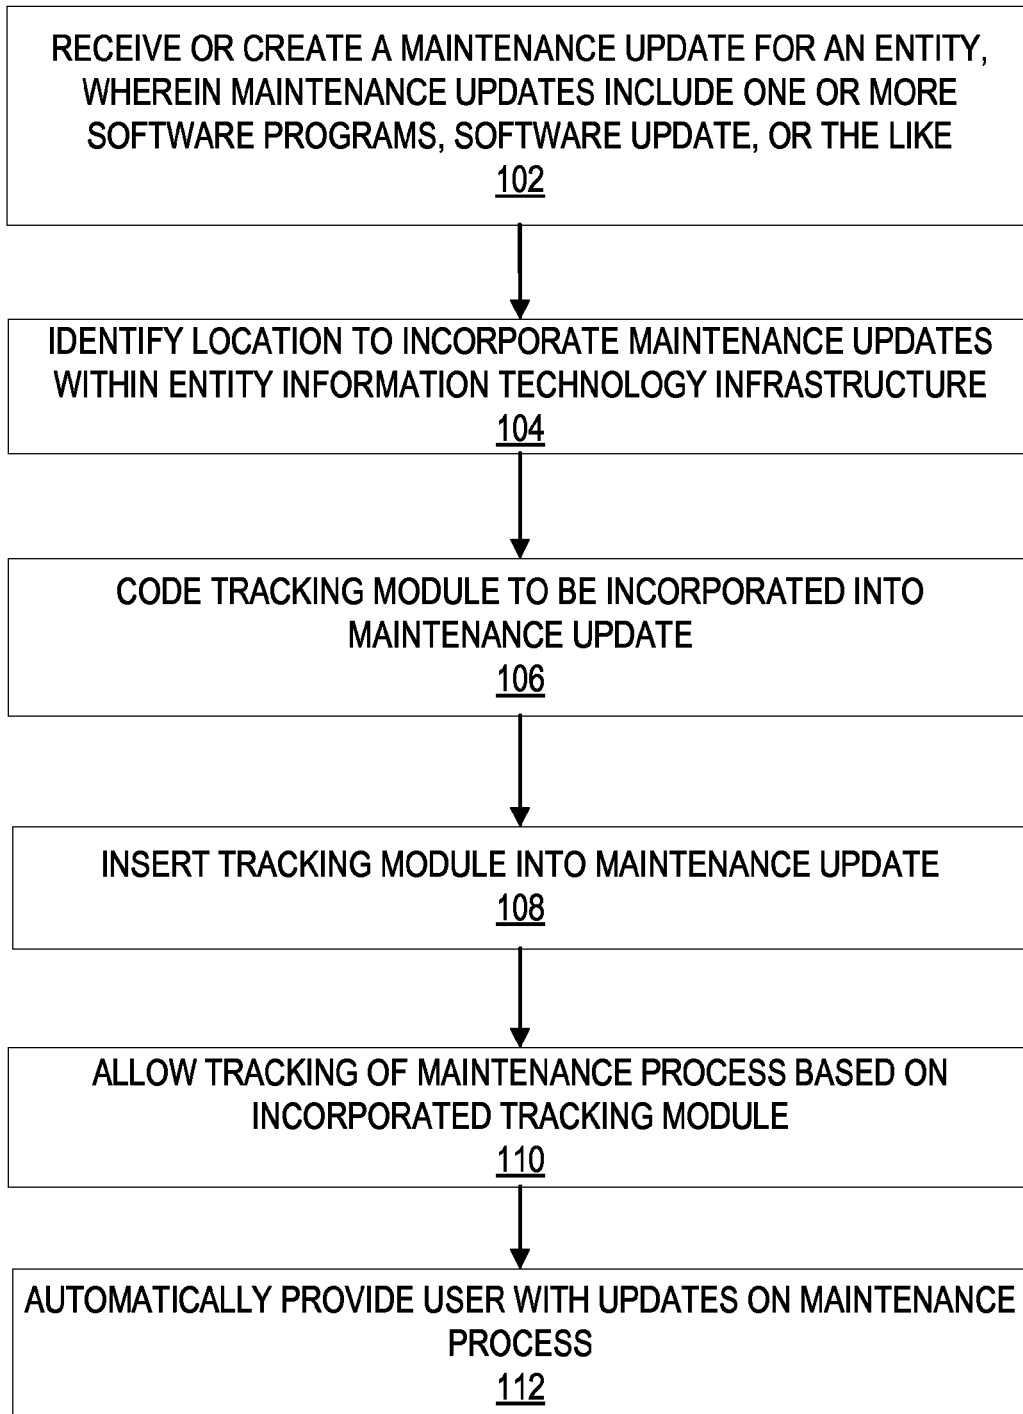 RECEIVE OR CREATE A MAINTENANCE UPDATE FOR AN ENTITY,
WHEREIN MAINTENANCE UPDATES INCLUDE ONE OR MORE
SOFTWARE PROGRAMS, SOFTWARE UPDATE, OR THE LIKE
102
IDENTIFY LOCATION TO INCORPORATE MAINTENANCE UPDATES
WITHIN ENTITY INFORMATION TECHNOLOGY INFRASTRUCTURE
104
CODE TRACKING MODULE TO BE INCORPORATED INTO
MAINTENANCE UPDATE
106
INSERT TRACKING MODULE INTO MAINTENANCE UPDATE
108
ALLOW TRACKING OF MAINTENANCE PROCESS BASED ON
INCORPORATED TRACKING MODULE
110
AUTOMATICALLY PROVIDE USER WITH UPDATES ON MAINTENANCE
PROCESS
112